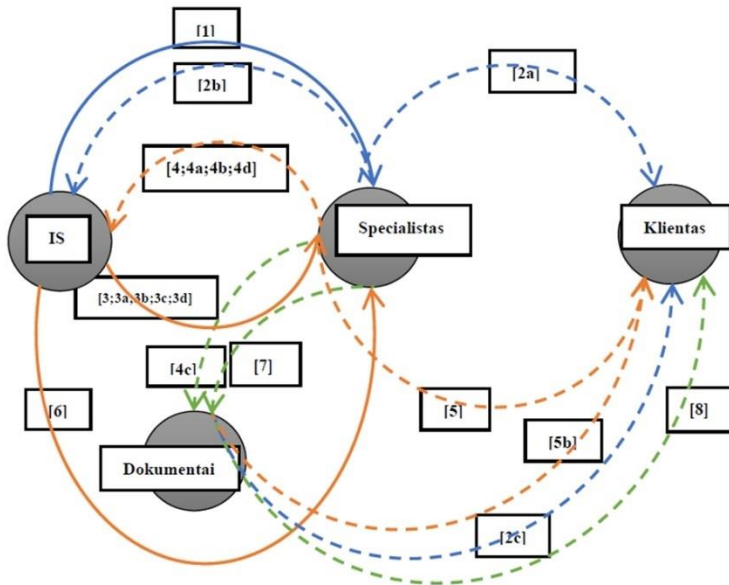 [1]
[2b]
[2a]
[4;4a;4b;4d]
IS
Specialistas
Klientas
[3;3a;3b;3c;3d]
[4c]
[7]
[6]
[5]
[8]
[5b]
Dokumentai
[2c]